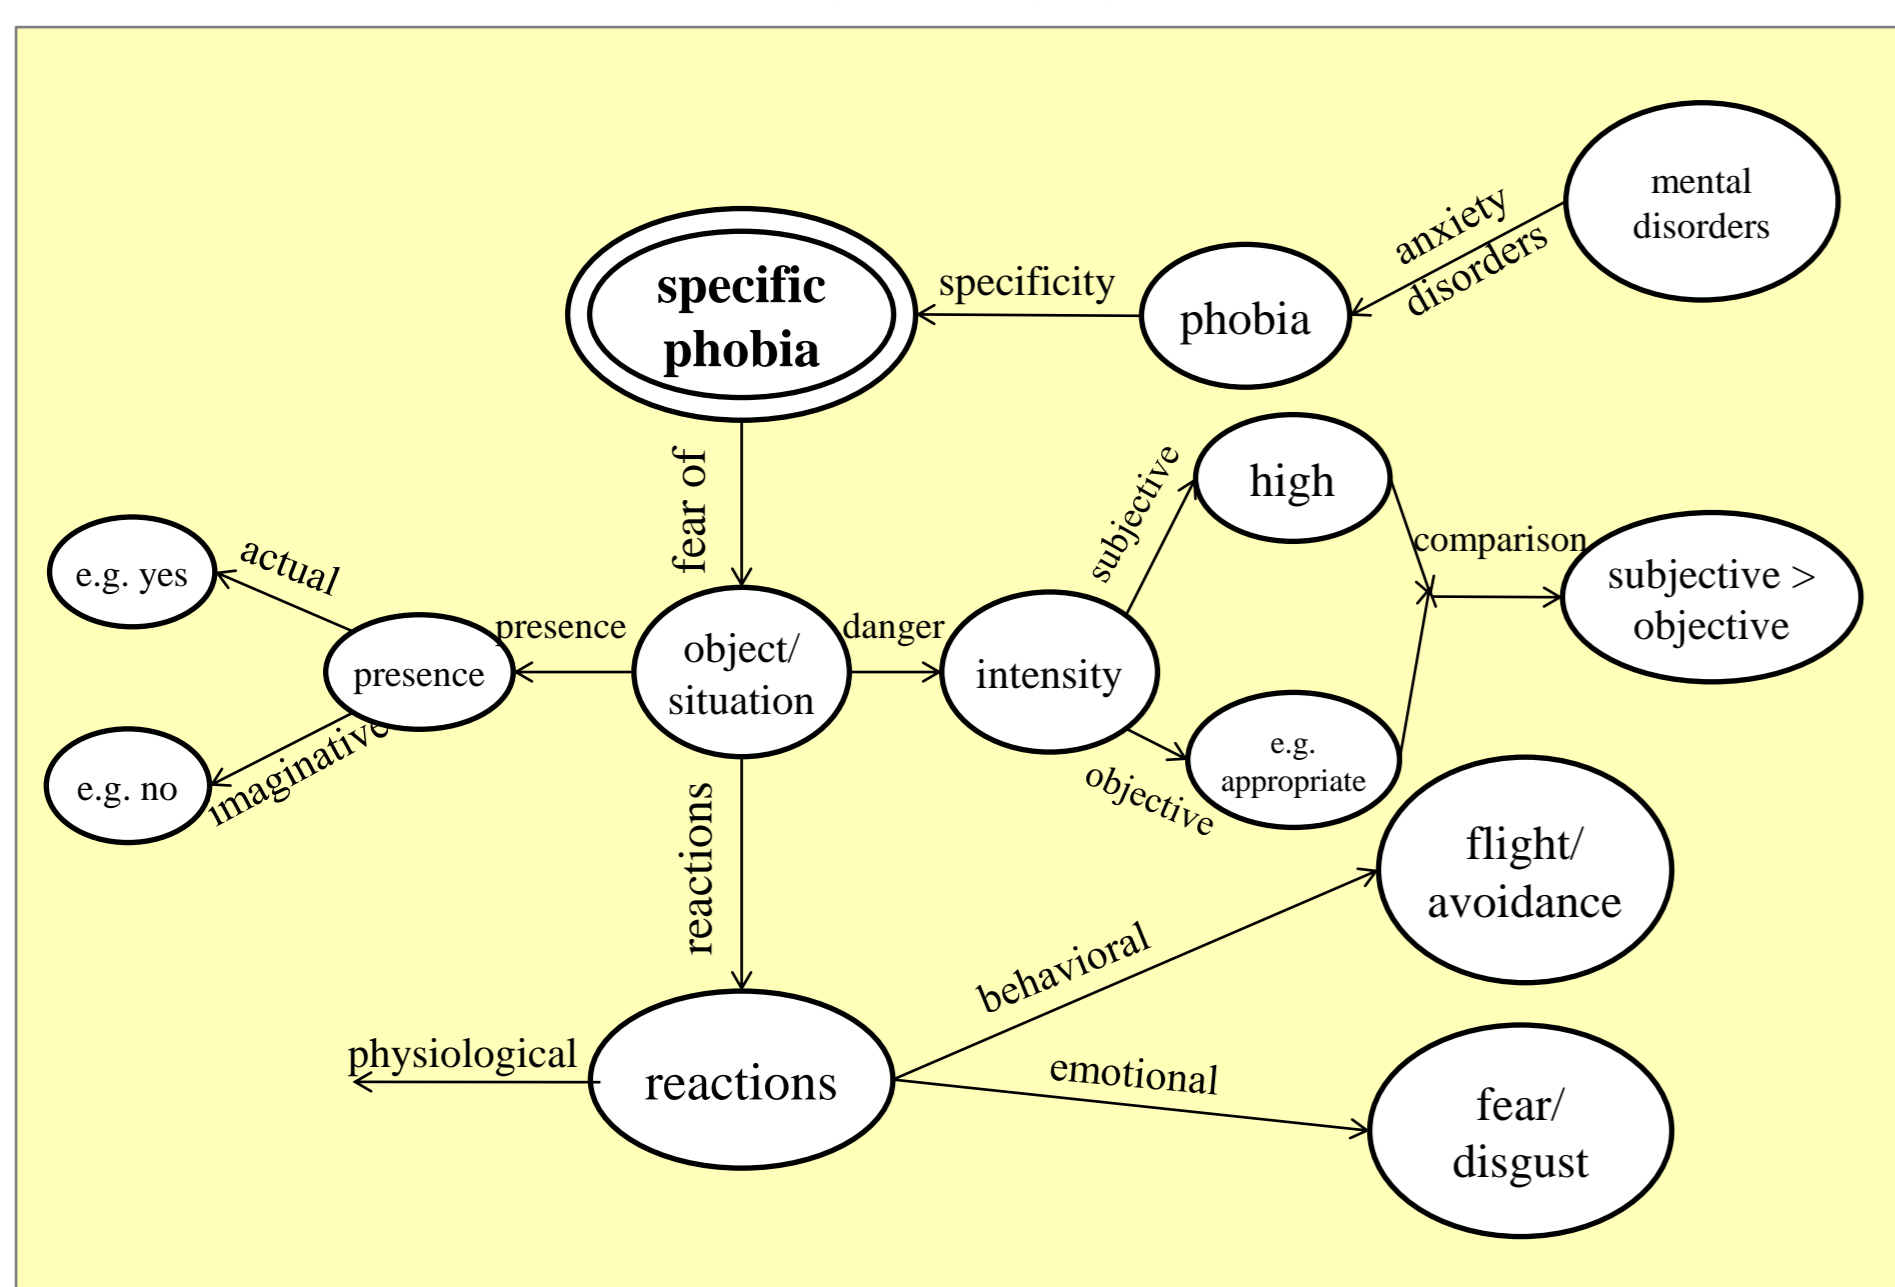 mental
disorders
anxiety
disorders
specific
phobia
specificity
phobia
fear of
subjective
high
comparison
subjective >
objective
actual
e.g. yes
presence
presence
object/
situation
danger
intensity
e.g. no
imaginative
objective
e.g.
appropriate
reactions
flight/
avoidance
behavioral
physiological
reactions
emotional
fear/
disgust